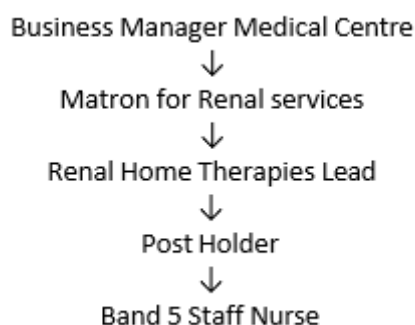 Business Manager Medical Centre
↓
Matron for Renal services
↓
Renal Home Therapies Lead
↓
Post Holder
↓
Band 5 Staff Nurse